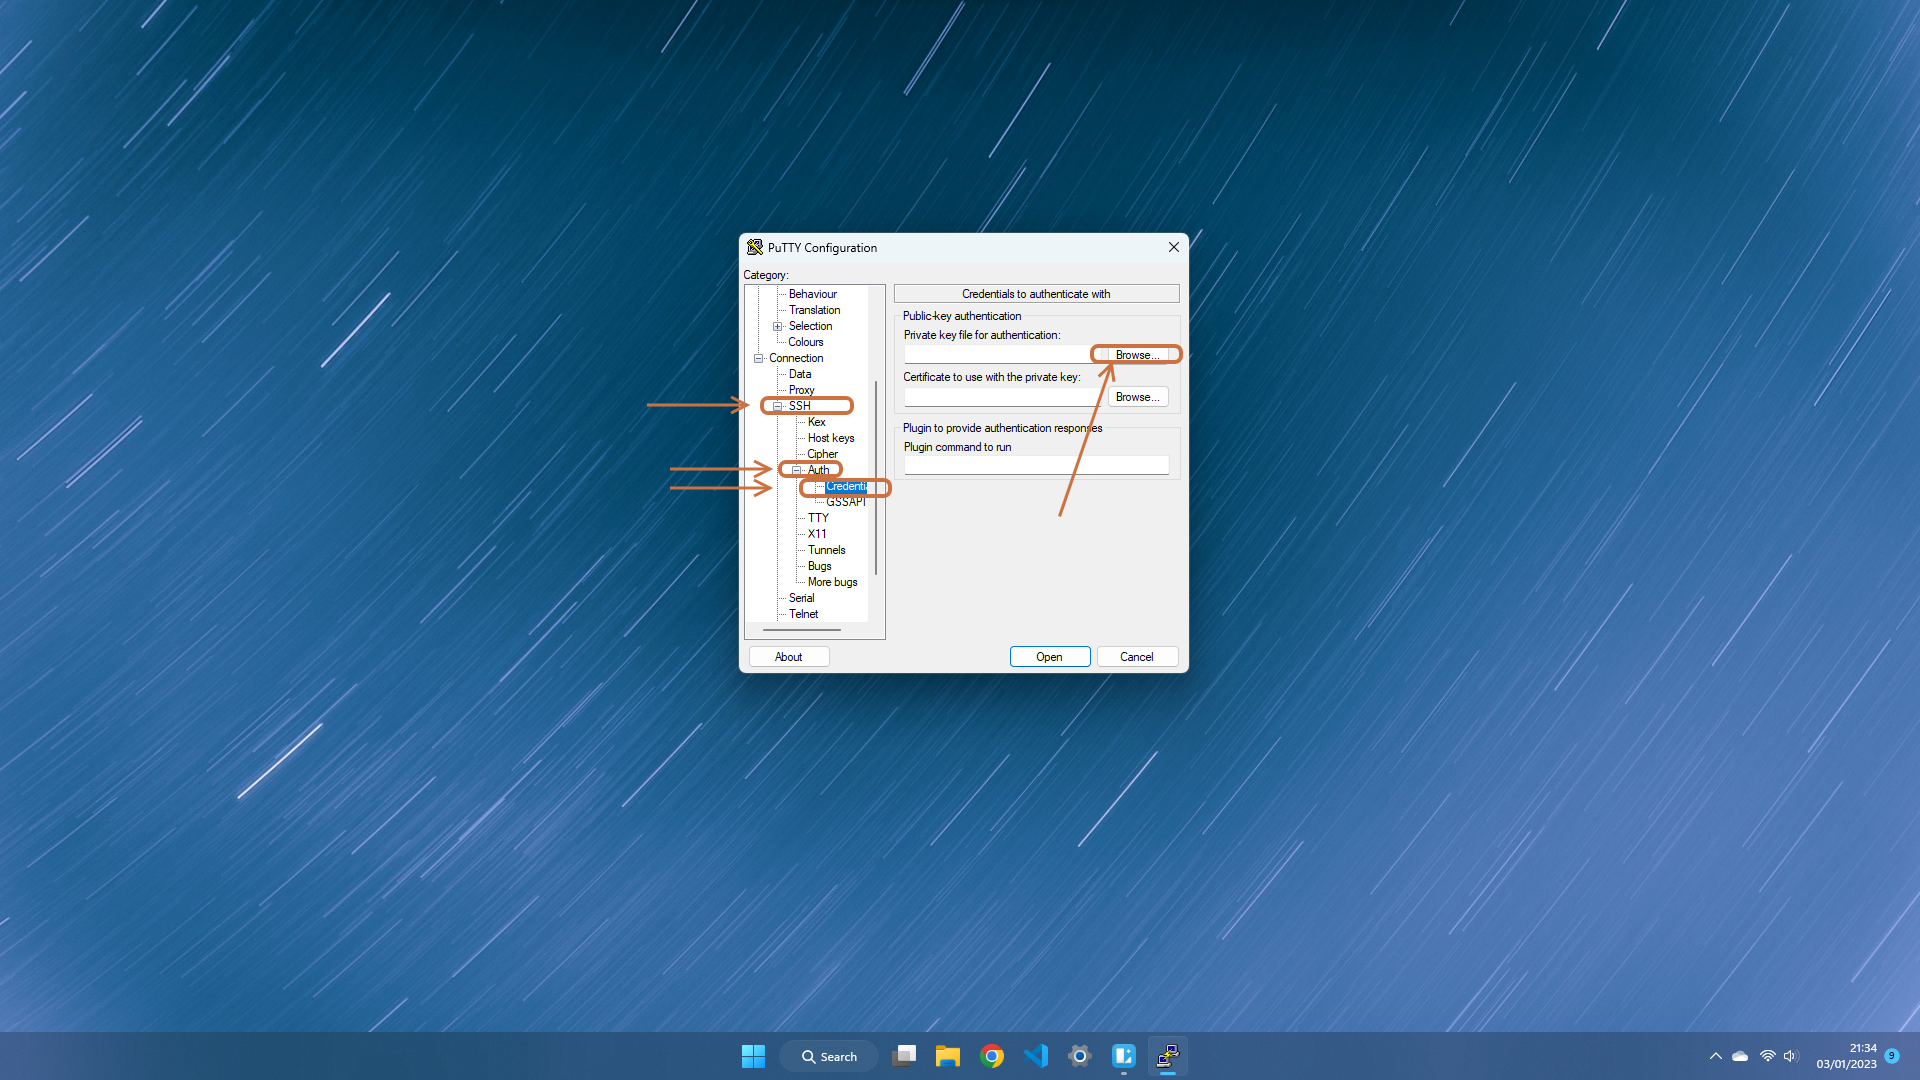 PuTTY Configuration
Category:
Behaviour
Translation
Selection
Colours
Connection
Data
Proxy
SSH
Kex
Host keys
Cipher
Auth
Credentia
GSSAPI
TTY
X11
Tunnels
Bugs
More bugs
Serial
Telnet
Credentials to authenticate with
Public-key authentication
Private key file for authentication:
Browse...
Certificate to use with the private key:
Browse...
Plugin to provide authentication responses
Plugin command to run
About
Open
Cancel
Search
21:34
03/01/2023
9